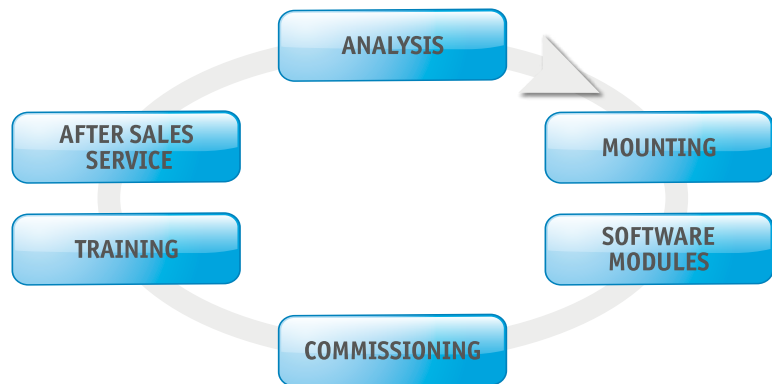 ANALYSIS
MOUNTING
SOFTWARE
MODULES
COMMISSIONING
TRAINING
AFTER SALES
SERVICE